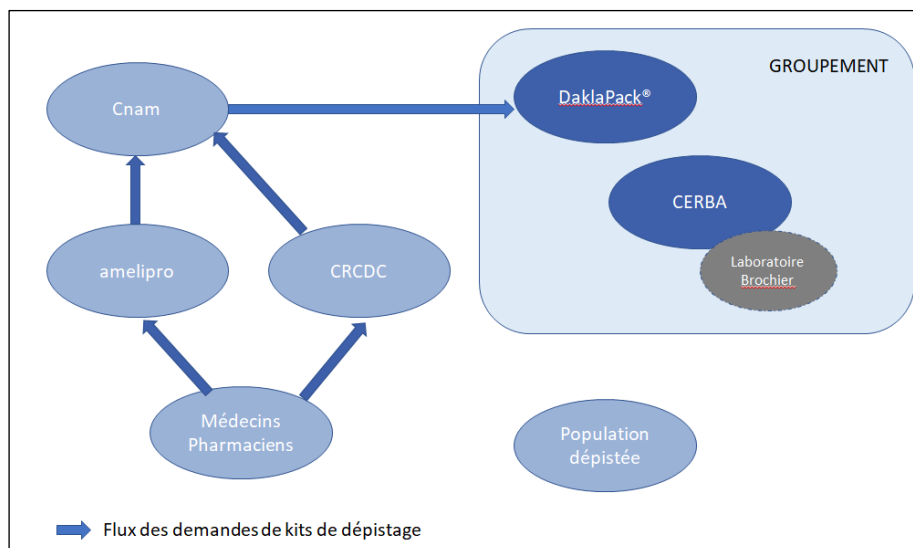 GROUPEMENT
DaklaPack®
Cnam
CERBA
amelipro
CRCDC
Laboratoire
Brochier
Médecins
Pharmaciens
Population
dépistée
Flux des demandes de kits de dépistage